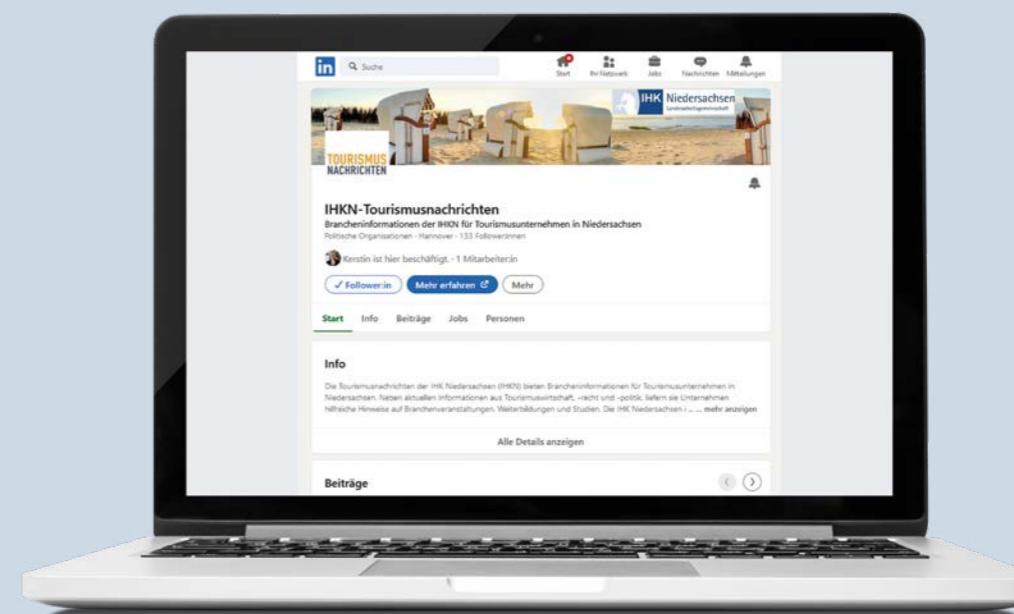 in
Suche
Start
Ihr Netzwerk
Jobs
Nachrichten
Mitteilungen
IHK Niedersachsen
Landesarbeitsgemeinschaft
TOURISMUS
NACHRICHTEN
IHKN-Tourismusnachrichten
Brancheninformationen der IHKN für Tourismusunternehmen in Niedersachsen
Politische Organisationen · Hannover · 133 Follower:innen
Kerstin ist hier beschäftigt. · 1 Mitarbeiter:in
✓ Follower:in
Mehr erfahren
Mehr
Start Info Beiträge Jobs Personen
Info
Die Tourismusnachrichten der IHK Niedersachsen (IHKN) bieten Brancheninformationen für Tourismusunternehmen in
Niedersachsen. Neben aktuellen Informationen aus Tourismuswirtschaft, -recht und -politik, liefern sie Unternehmen
hilfreiche Hinweise auf Branchenveranstaltungen, Weiterbildungen und Studien. Die IHK Niedersachsen i ... ... mehr anzeigen
Alle Details anzeigen
Beiträge